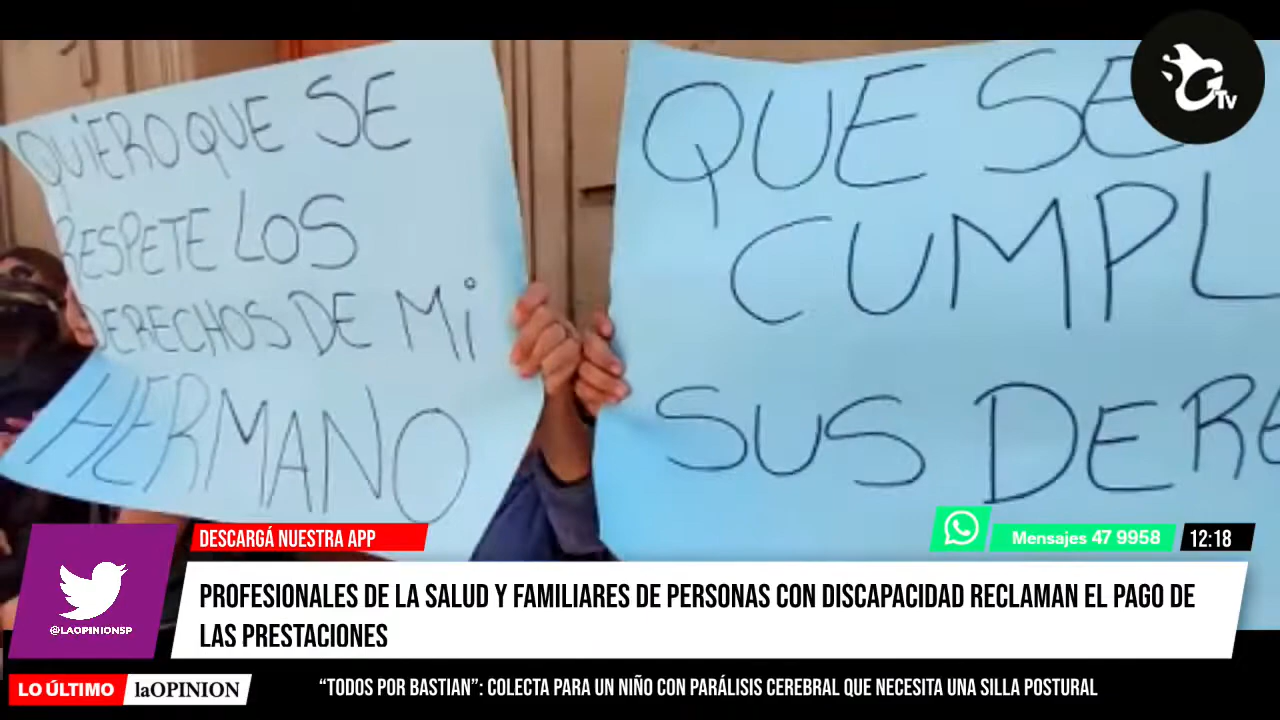 QUIERO QUE SE
RESPETE LOS
DERECHOS DE Mi
HERMANO
QUE SE
CUMPL
SUS DERE
GTv
DESCARGÁ NUESTRA APP
Mensajes 47 9958
12:18
PROFESIONALES DE LA SALUD Y FAMILIARES DE PERSONAS CON DISCAPACIDAD RECLAMAN EL PAGO DE
LAS PRESTACIONES
@LAOPINIONSP
LO ÚLTIMO
laOPINION
“TODOS POR BASTIAN”: COLECTA PARA UN NIÑO CON PARÁLISIS CEREBRAL QUE NECESITA UNA SILLA POSTURAL